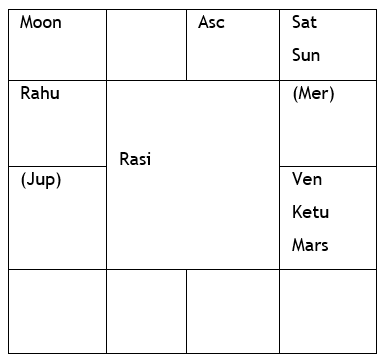 Moon
Asc
Sat
Sun
Rahu
(Mer)
Rasi
(Jup)
Ven
Ketu
Mars